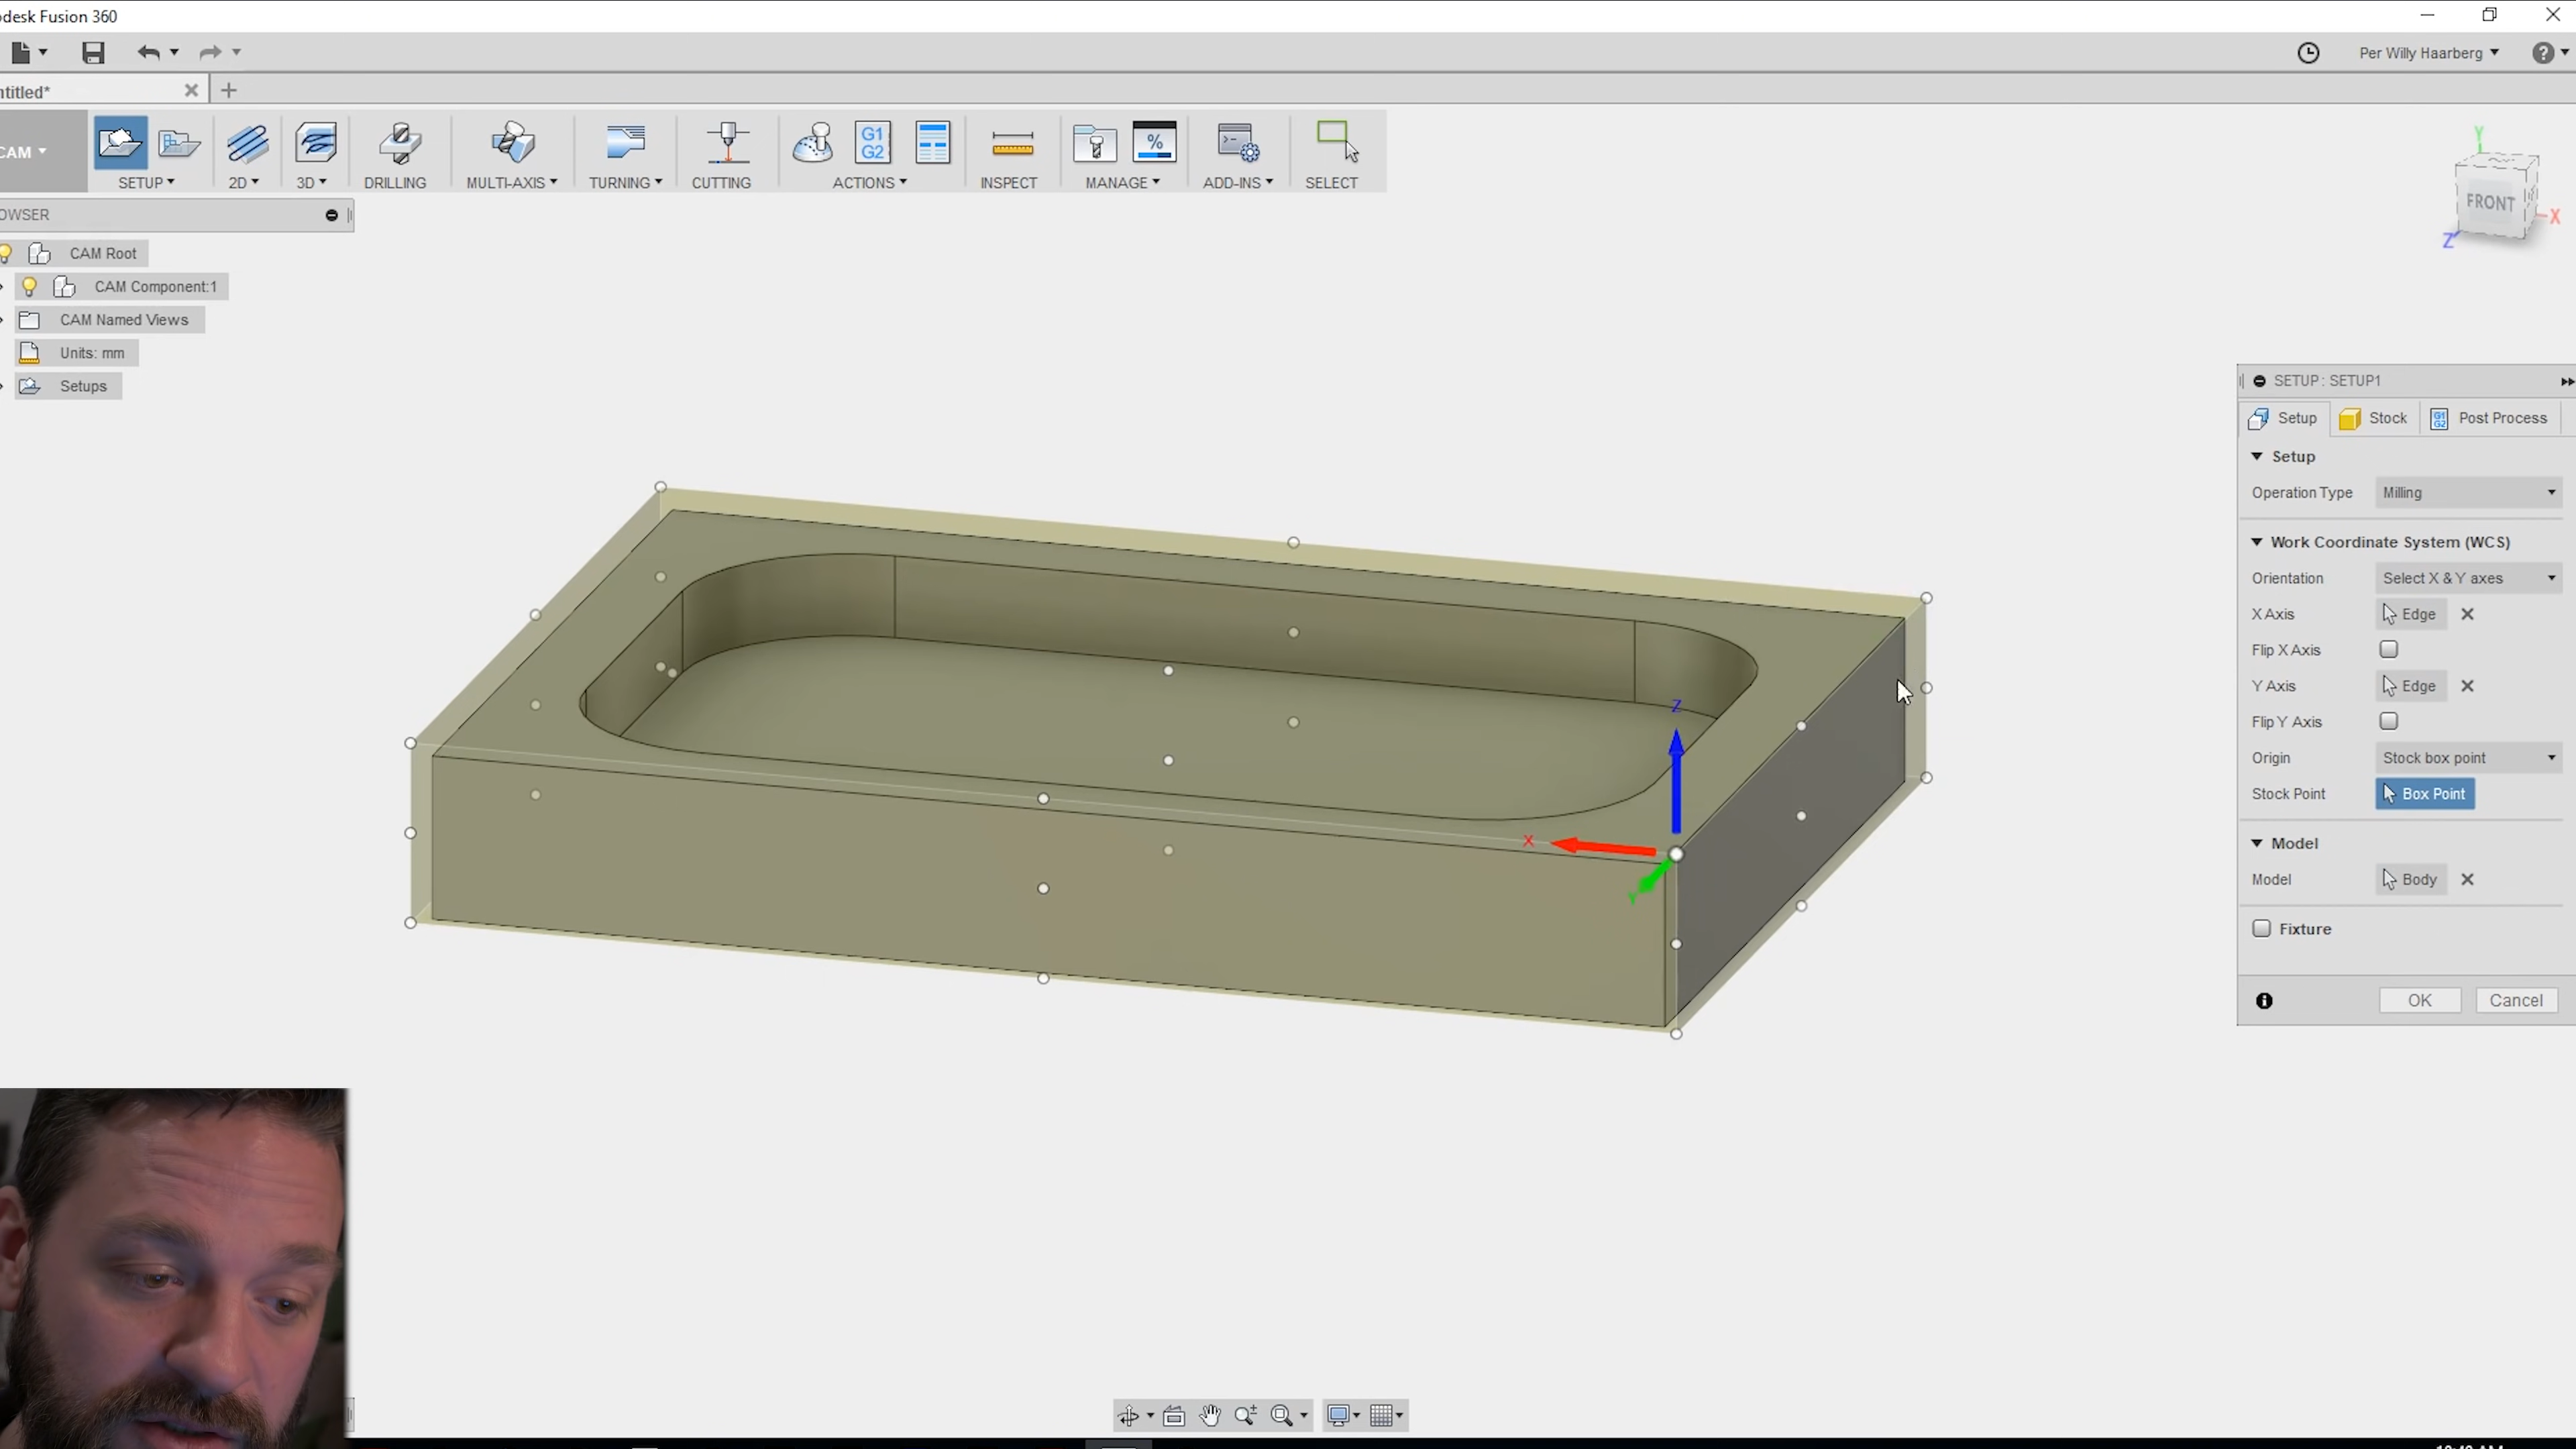 odesk Fusion 360
Per Willy Haarberg
ntitled*
CAM
SETUP
2D
3D
DRILLING
MULTI-AXIS
TURNING
CUTTING
G1
G2
ACTIONS
INSPECT
%
MANAGE
ADD-INS
SELECT
OWSER
CAM Root
CAM Component:1
CAM Named Views
Units: mm
Setups
Y
FRONT
X
Z
Z
X
Y
SETUP : SETUP1
Setup
Stock
G1
G2
Post Process
Setup
Operation Type
Milling
Work Coordinate System (WCS)
Orientation
Select X & Y axes
X Axis
Edge
Flip X Axis
Y Axis
Edge
Flip Y Axis
Origin
Stock box point
Stock Point
Box Point
Model
Model
Body
Fixture
OK
Cancel